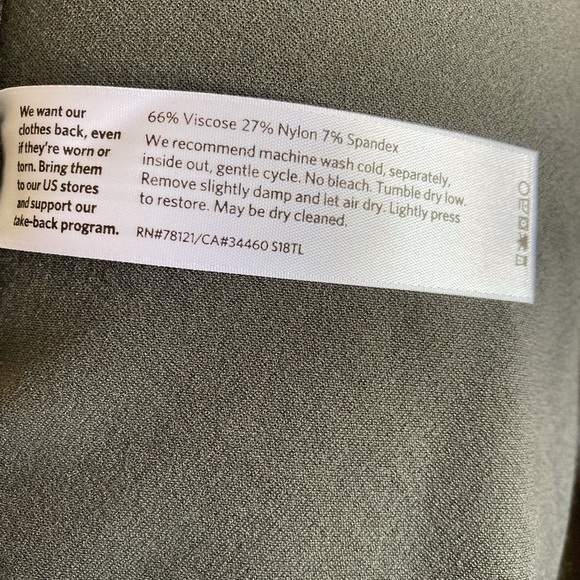 We want our
clothes back, even
if they're worn or
torn. Bring them
to our US stores
and support our
take-back program.
66% Viscose 27% Nylon 7% Spandex
We recommend machine wash cold, separately,
inside out, gentle cycle. No bleach. Tumble dry low.
Remove slightly damp and let air dry. Lightly press
to restore. May be dry cleaned.
RN#78121/CA#34460 S18TL